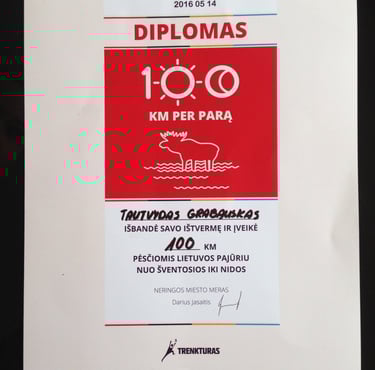 2016 05 14
DIPLOMAS
100
KM PER PARĄ
TAUTVYDAS GRABAUSKAS
IŠBANDĖ SAVO IŠTVERMĘ IR ĮVEIKĖ
100 KM
PĖSČIOMIS LIETUVOS PAJŪRIU
NUO ŠVENTOSIOS IKI NIDOS
NERINGOS MIESTO MERAS
Darius Jasaitis
TRENKTURAS